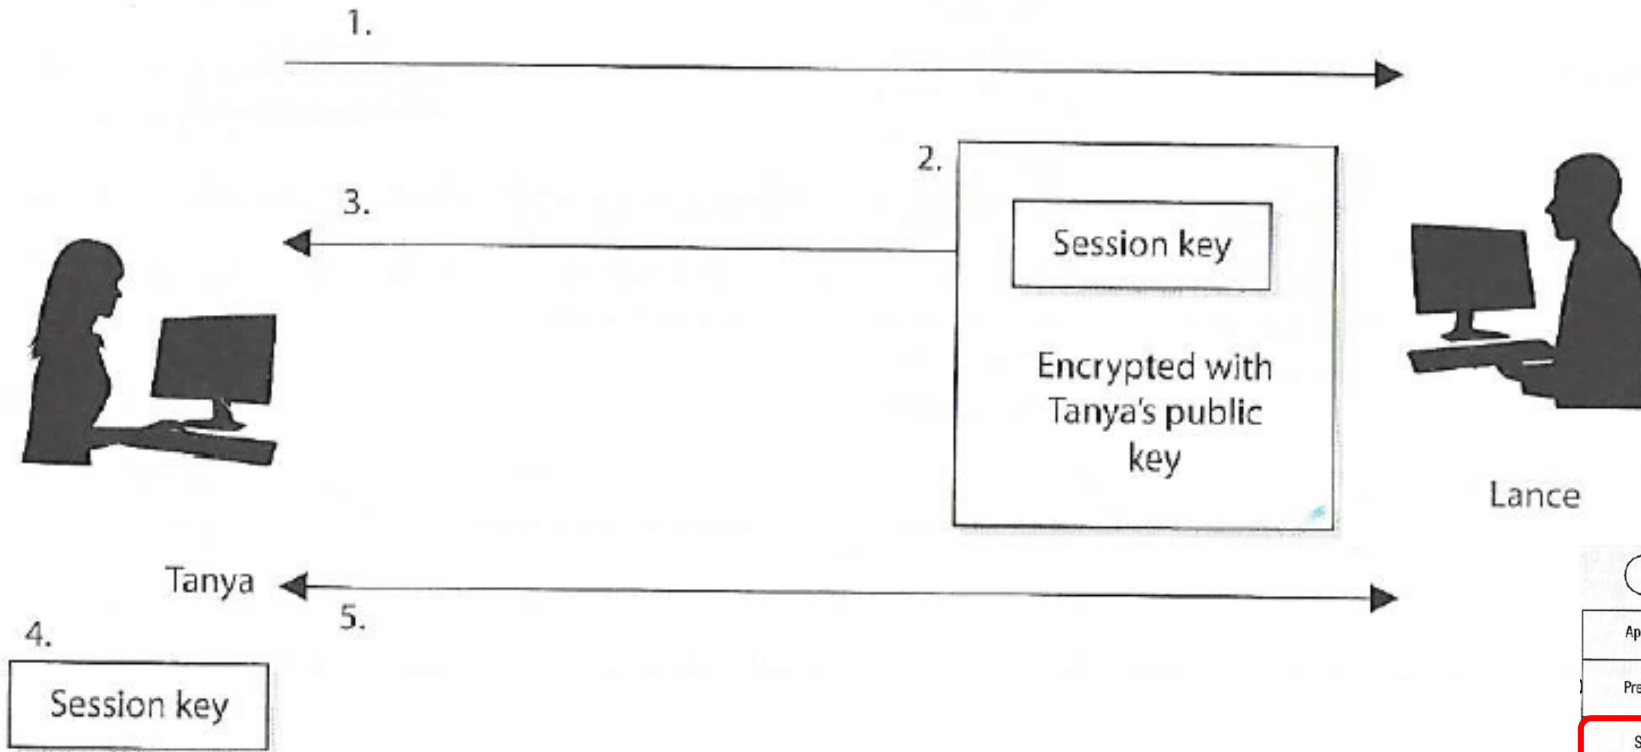 1.
2.
3.
Session key
Encrypted with
Tanya's public
key
Lance
Tanya
5.
4.
Session key